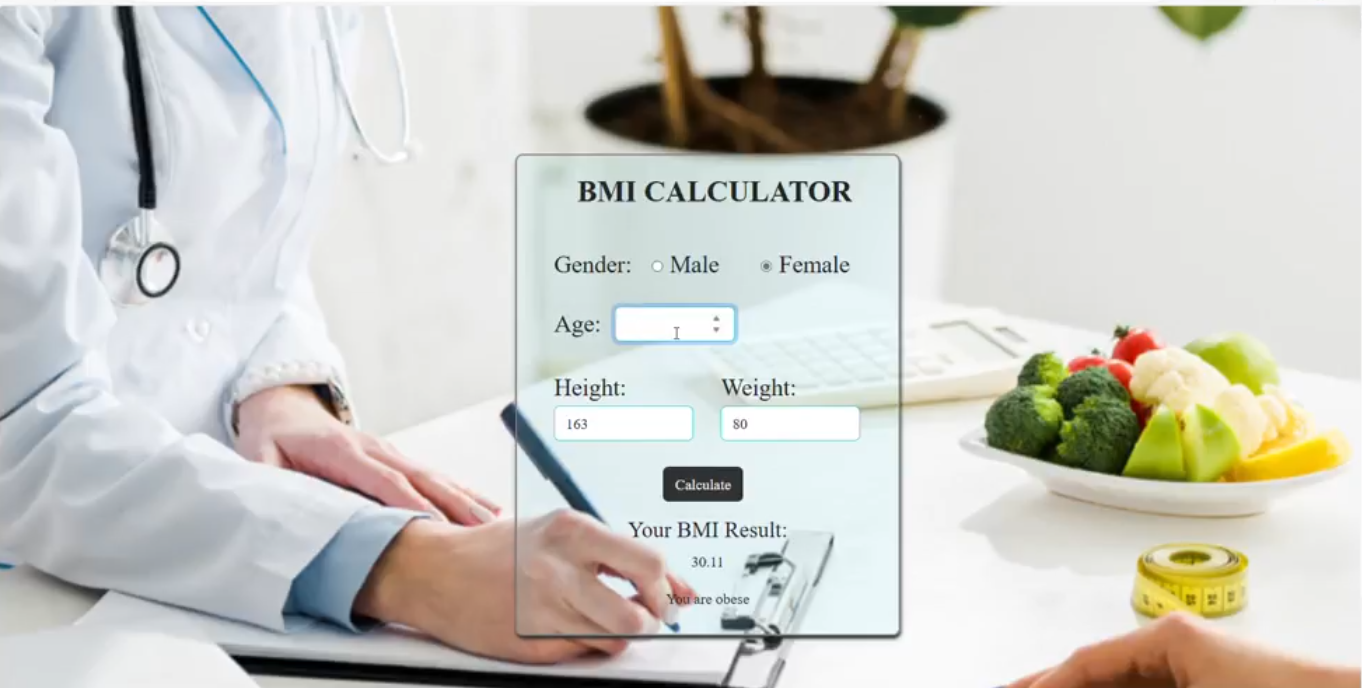 BMI CALCULATOR
Gender: Male Female
Age:
Height: Weight:
163 80
Calculate
Your BMI Result:
30.11
You are obese